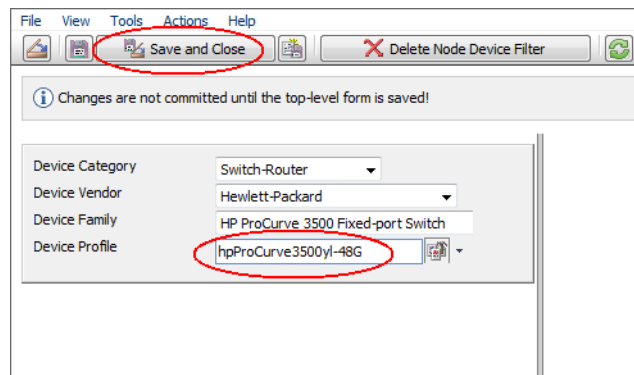 File View Tools Actions Help
Save and Close Delete Node Device Filter
Changes are not committed until the top-level form is saved!
Device Category Switch-Router
Device Vendor Hewlett-Packard
Device Family HP ProCurve 3500 Fixed-port Switch
Device Profile hpProCurve3500yl-48G